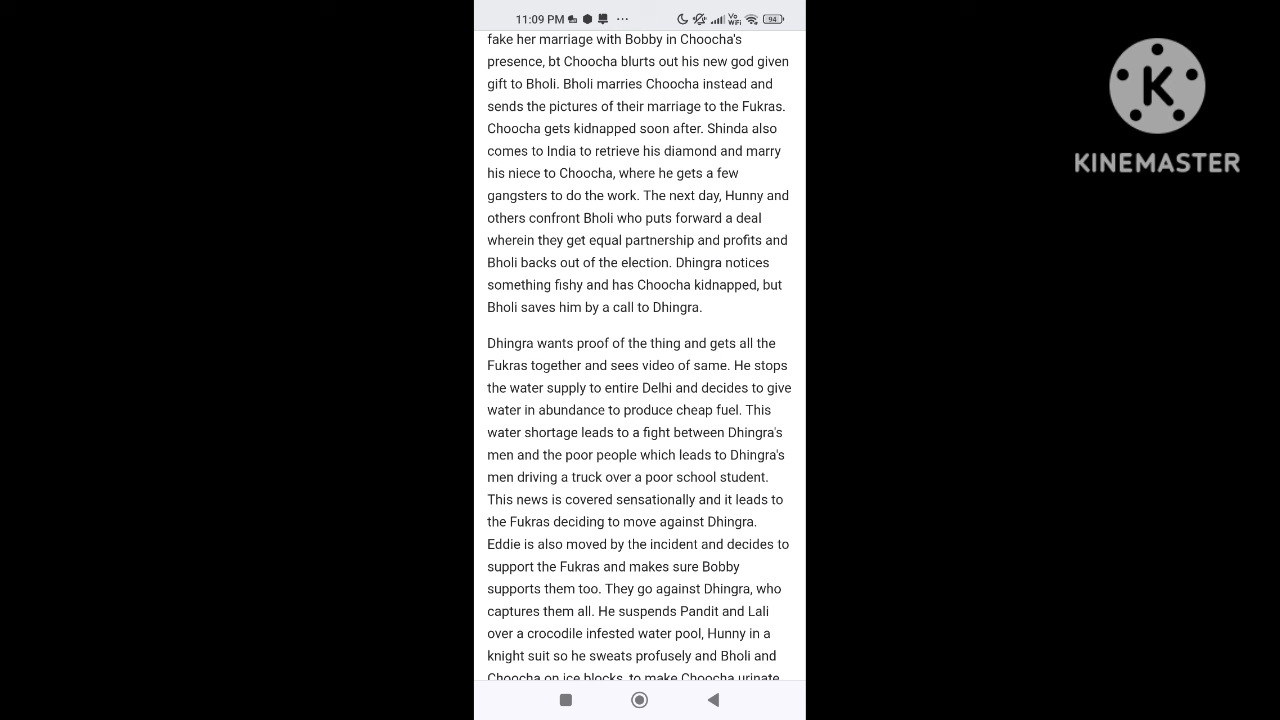 11:09 PM
Vo
WiFi
94
fake her marriage with Bobby in Choocha's
presence, bt Choocha blurts out his new god given
gift to Bholi. Bholi marries Choocha instead and
sends the pictures of their marriage to the Fukras.
Choocha gets kidnapped soon after. Shinda also
comes to India to retrieve his diamond and marry
his niece to Choocha, where he gets a few
gangsters to do the work. The next day, Hunny and
others confront Bholi who puts forward a deal
wherein they get equal partnership and profits and
Bholi backs out of the election. Dhingra notices
something fishy and has Choocha kidnapped, but
Bholi saves him by a call to Dhingra.
Dhingra wants proof of the thing and gets all the
Fukras together and sees video of same. He stops
the water supply to entire Delhi and decides to give
water in abundance to produce cheap fuel. This
water shortage leads to a fight between Dhingra's
men and the poor people which leads to Dhingra's
men driving a truck over a poor school student.
This news is covered sensationally and it leads to
the Fukras deciding to move against Dhingra.
Eddie is also moved by the incident and decides to
support the Fukras and makes sure Bobby
supports them too. They go against Dhingra, who
captures them all. He suspends Pandit and Lali
over a crocodile infested water pool, Hunny in a
knight suit so he sweats profusely and Bholi and
Choocha on ice blocks, to make Choocha urinate
K
KINEMASTER